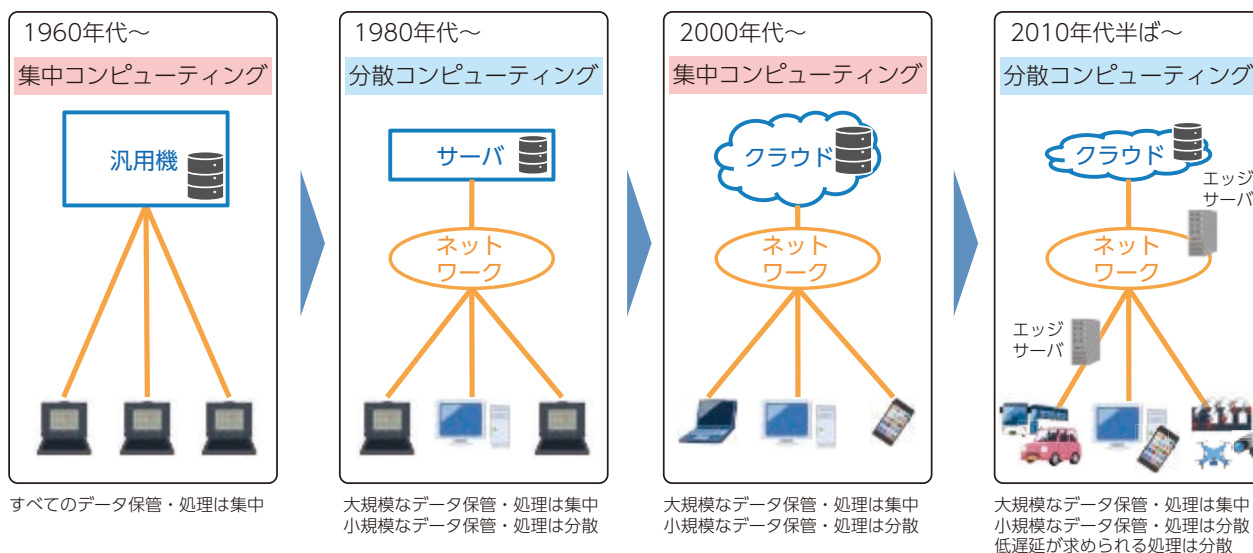 1960年代～
集中コンピューティング
汎用機
すべてのデータ保管・処理は集中
1980年代～
分散コンピューティング
サーバ
ネット
ワーク
大規模なデータ保管・処理は集中
小規模なデータ保管・処理は分散
2000年代～
集中コンピューティング
クラウド
ネット
ワーク
大規模なデータ保管・処理は集中
小規模なデータ保管・処理は分散
2010年代半ば～
分散コンピューティング
クラウド
エッジ
サーバ
ネット
ワーク
エッジ
サーバ
大規模なデータ保管・処理は集中
小規模なデータ保管・処理は分散
低遅延が求められる処理は分散